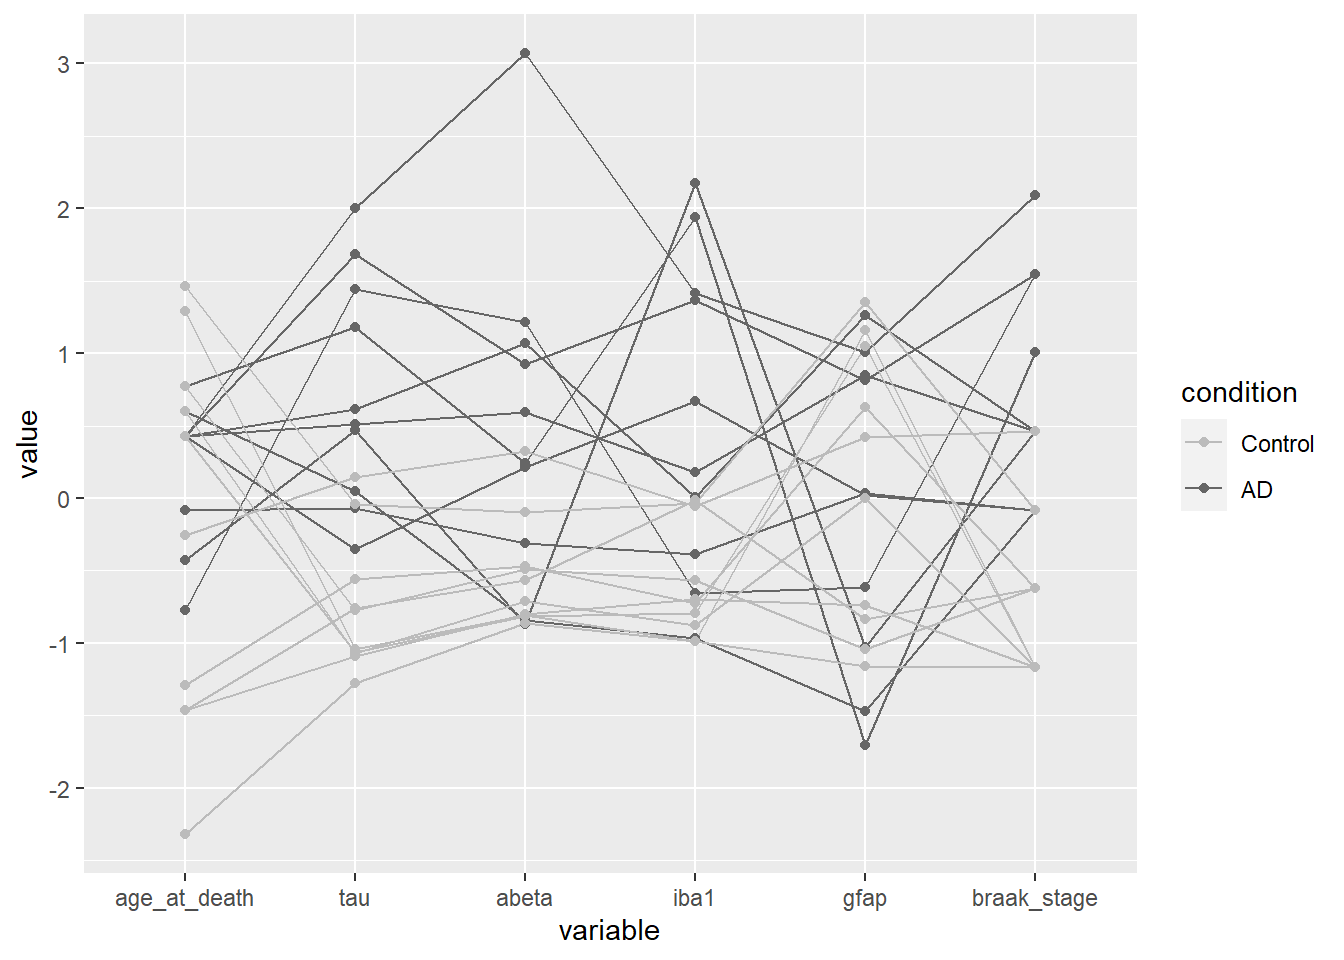 3
2
1
0
-1
-2
value
age_at_death tau abeta iba1 gfap braak_stage
variable
condition
Control
AD